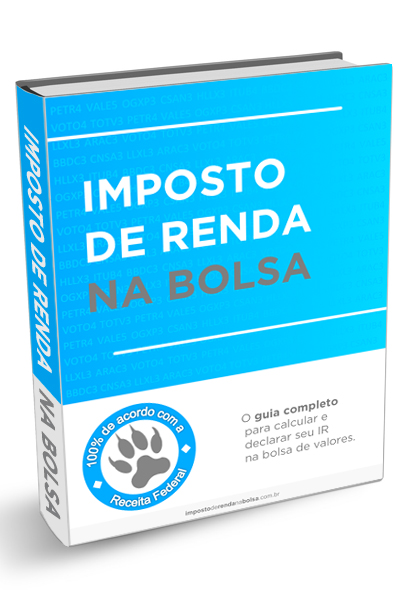 IMPOSTO DE RENDA NA BOLSA
IMPOSTO
DE RENDA
NA BOLSA
100% de acordo com a
Receita Federal
O guia completo
para calcular e
declarar seu IR
na bolsa de valores.
impostoderendanabolsa.com.br